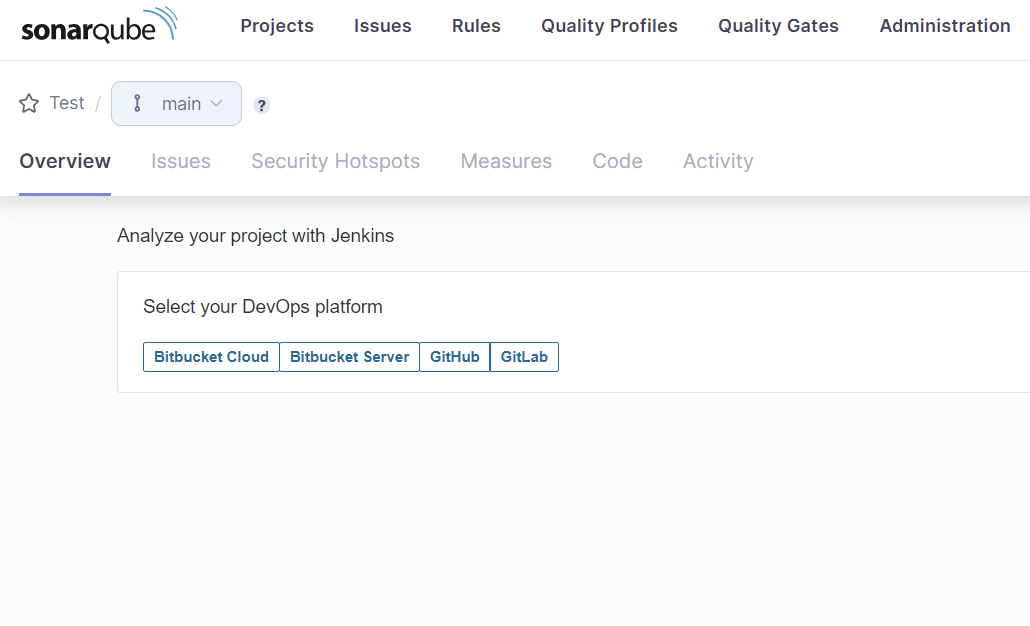 sonarqube Projects Issues Rules Quality Profiles Quality Gates Administration
Test / main ?
Overview Issues Security Hotspots Measures Code Activity
Analyze your project with Jenkins
Select your DevOps platform
Bitbucket Cloud Bitbucket Server GitHub GitLab